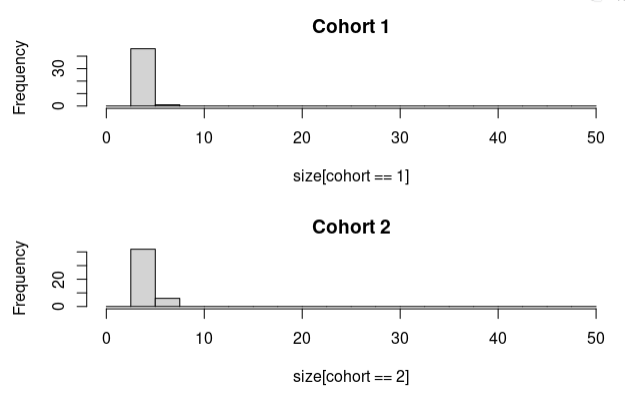 Cohort 1
Frequency
30
0
0 10 20 30 40 50
size[cohort == 1]
Cohort 2
Frequency
20
0
0 10 20 30 40 50
size[cohort == 2]